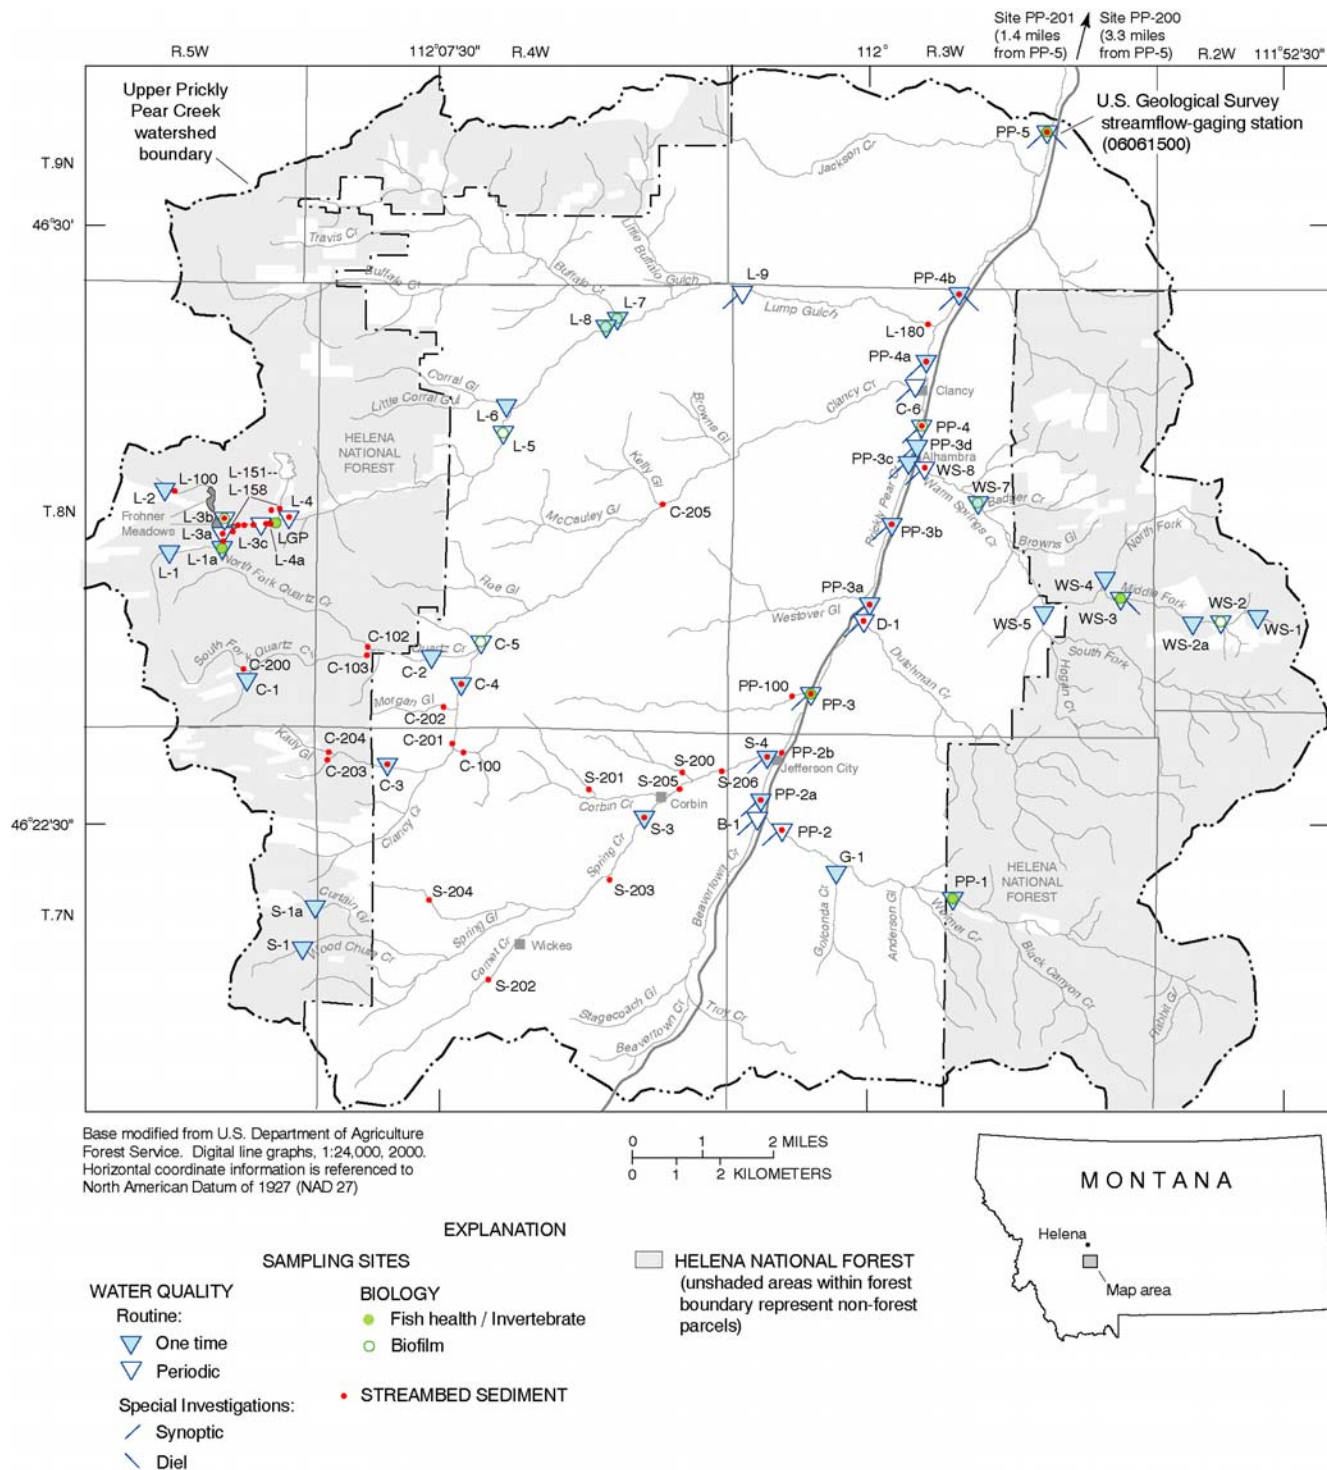 Site PP-201
(1.4 miles
from PP-5)
Site PP-200
(3.3 miles
from PP-5)
R.5W
112°07'30"
R.4W
112°
R.3W
R.2W
111°52'30"
Upper Prickly
Pear Creek
watershed
boundary
U.S. Geological Survey
streamflow-gaging station
(06061500)
PP-5
T.9N
Jackson Cr
46°30'
Travis Cr
Little Buffalo Gulch
Buffalo Cr
Buffalo Cr
L-9
PP-4b
L-7
L-8
Lump Gulch
L-180
PP-4a
Corral Gl
Little Corral Gul
Clancy Cr
Clancy
C-6
L-6
Browns Gl
PP-4
L-5
PP-3d
HELENA
NATIONAL
FOREST
Alhambra
PP-3c
WS-8
Kelly Gl
L-151
L-100
L-158
L-2
L-4
WS-7
Badger Cr
T.8N
Frohner
Meadows
L-3b
L-3a
L-3c
LGP
L-4a
C-205
McCauley Gl
Prickly Pear C
Warm Springs Cr
PP-3b
North Fork
Browns Gl
L-1a
L-1
North Fork Quartz Cr
WS-4
Middle Fork
Roe Gl
PP-3a
Westover Gl
D-1
WS-3
WS-2
WS-1
WS-2a
WS-5
C-5
C-102
South Fork Quartz Cr
C-103
Quartz Cr
C-2
C-200
C-1
C-4
South Fork
Hogan Cr
Dutchman Cr
PP-100
PP-3
Morgan Gl
C-202
C-204
C-201
Kady Gl
C-203
C-3
C-100
S-4
PP-2b
S-200
Jefferson City
S-201
S-205
S-206
Corbin Cr
Corbin
PP-2a
46°22'30"
Clancy Cr
S-3
B-1
PP-2
Spring Cr
G-1
HELENA
NATIONAL
FOREST
S-203
PP-1
Beavertown Cr
S-204
T.7N
S-1a
Curtain Gl
Spring Gl
Golconda Cr
Anderson Gl
Weimer Cr
S-1
Wood Chute Cr
Comet Cr
Wickes
Black Canyon Cr
S-202
Stagecoach Gl
Troy Cr
Rabbit Gl
Beavertown Cr
Base modified from U.S. Department of Agriculture
Forest Service. Digital line graphs, 1:24,000, 2000.
Horizontal coordinate information is referenced to
North American Datum of 1927 (NAD 27)
0 1 2 MILES
0 1 2 KILOMETERS
MONTANA
Helena
Map area
EXPLANATION
SAMPLING SITES
WATER QUALITY
Routine:
One time
Periodic
Special Investigations:
Synoptic
Diel
BIOLOGY
Fish health / Invertebrate
Biofilm
STREAMBED SEDIMENT
HELENA NATIONAL FOREST
(unshaded areas within forest
boundary represent non-forest
parcels)